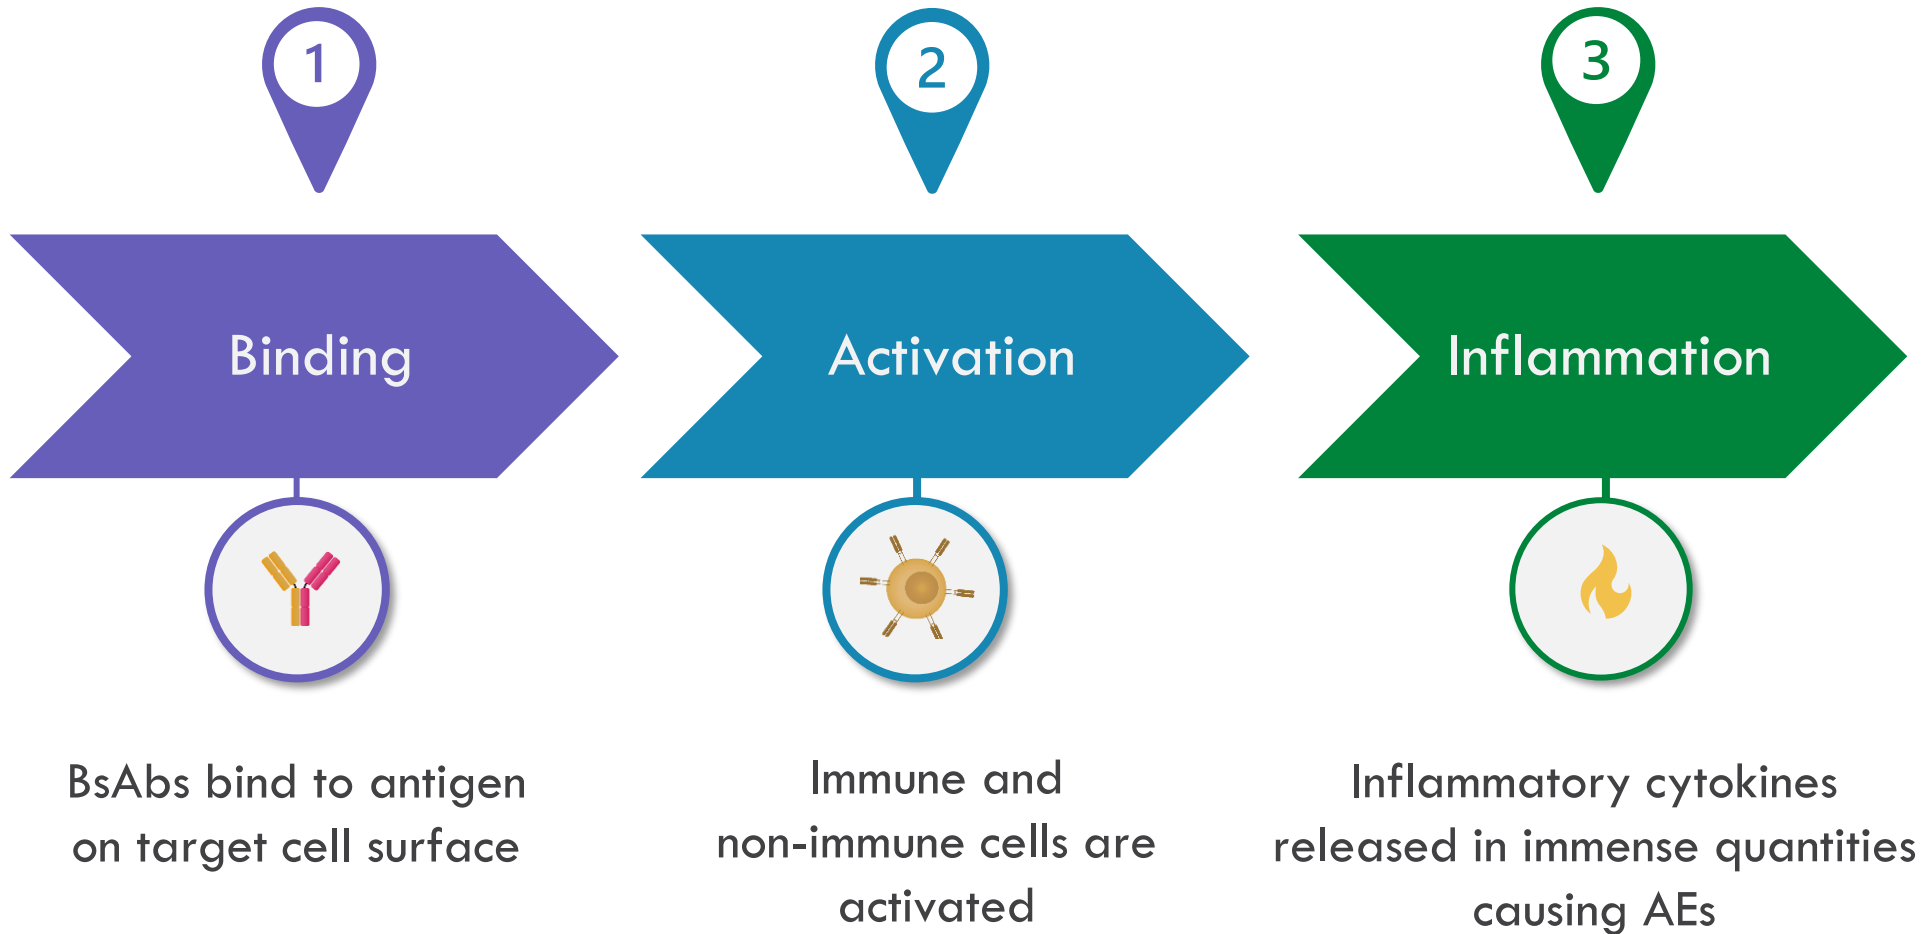 1
Binding
BsAbs bind to antigen
on target cell surface
2
Activation
Immune and
non-immune cells are
activated
3
Inflammation
Inflammatory cytokines
released in immense quantities
causing AEs